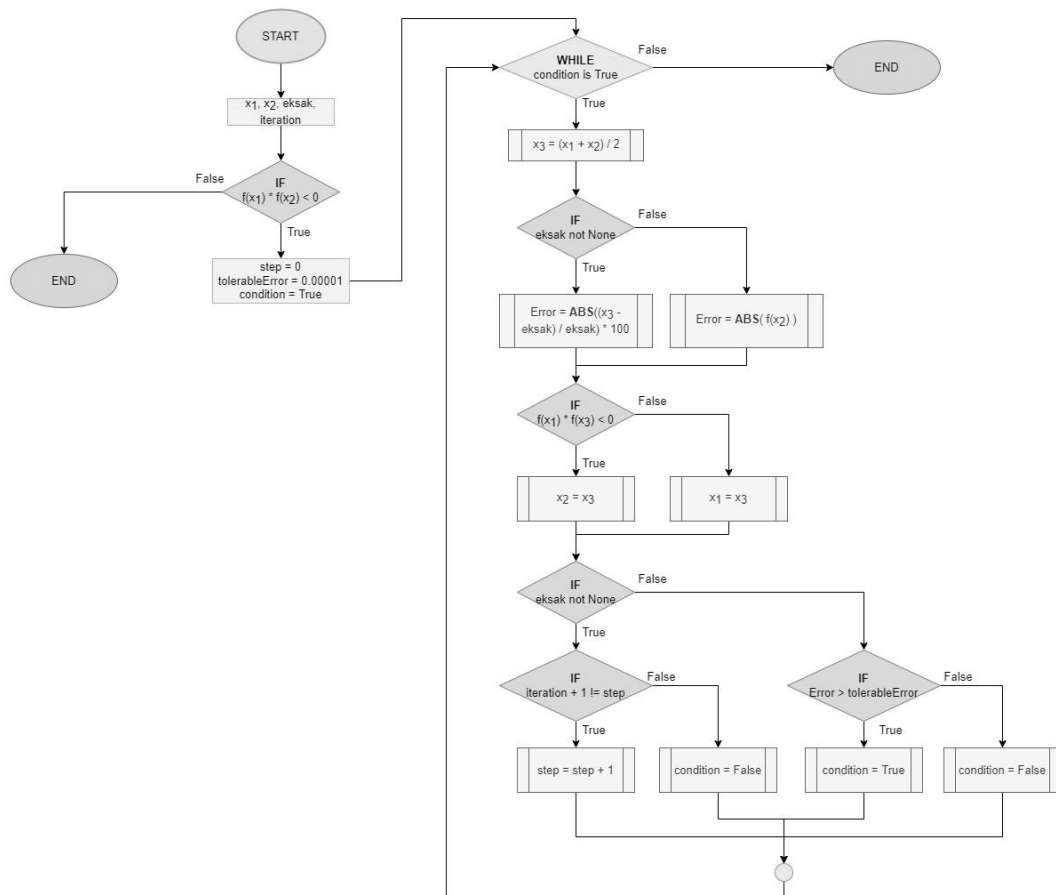 START
x1, x2, eksak,
iteration
IF
f(x1) * f(x2) < 0
False
True
END
step = 0
tolerableError = 0.00001
condition = True
WHILE
condition is True
False
END
True
x3 = (x1 + x2) / 2
IF
eksak not None
False
True
Error = ABS((x3 -
eksak) / eksak) * 100
Error = ABS( f(x2) )
IF
f(x1) * f(x3) < 0
False
True
x2 = x3
x1 = x3
IF
eksak not None
False
True
IF
iteration + 1 != step
False
True
IF
Error > tolerableError
False
True
step = step + 1
condition = False
condition = True
condition = False